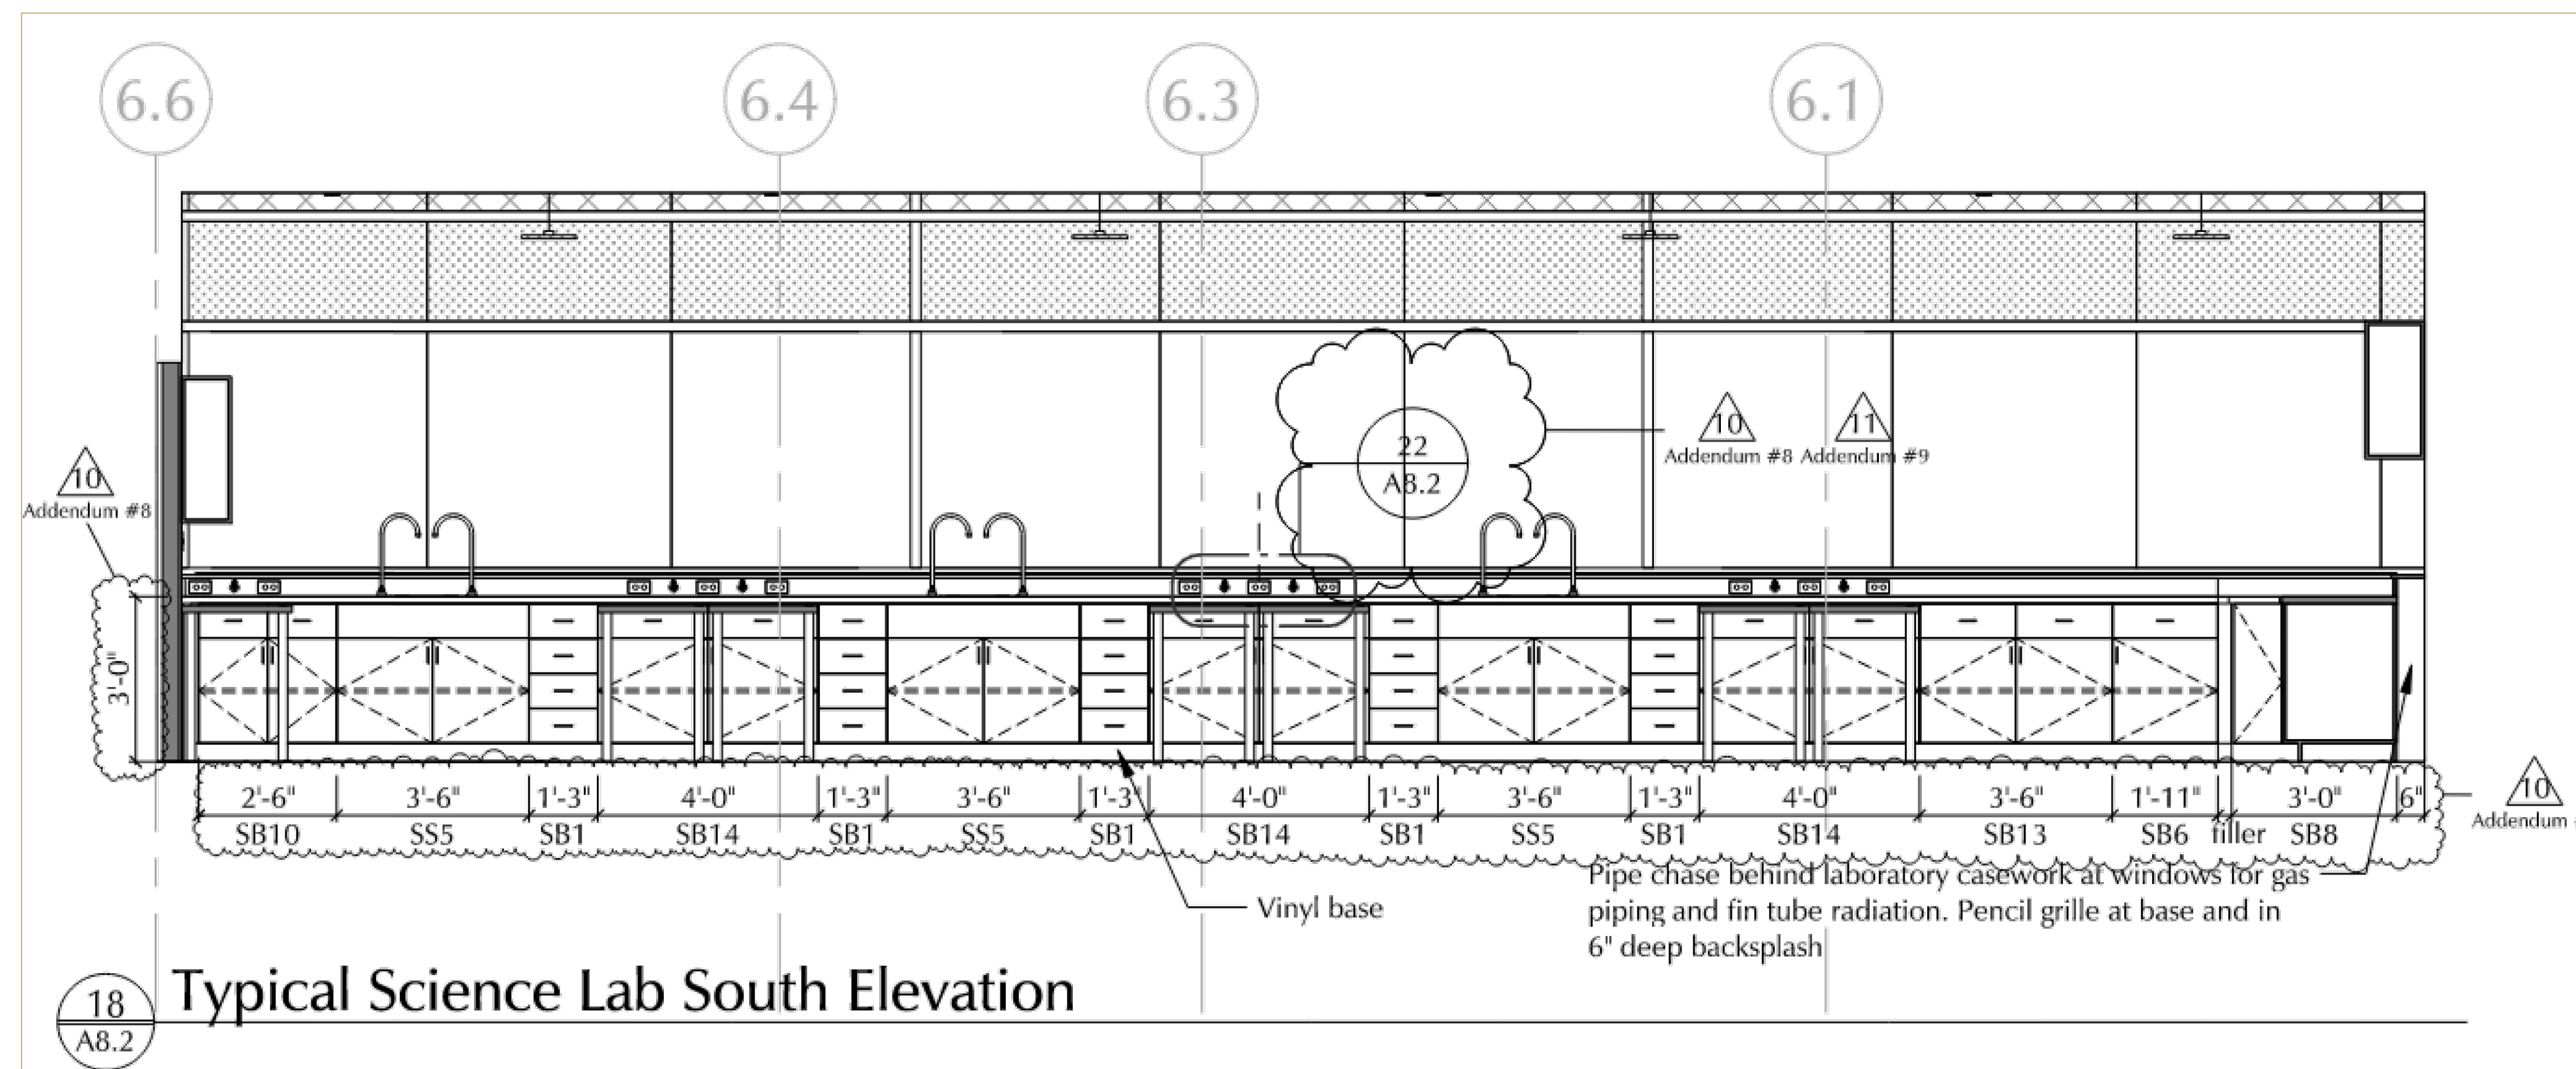 6.6 6.4 6.3 6.1
10 11
Addendum #8 Addendum #9
22
A8.2
10
Addendum #8
3'-0"
10
Addendum
2'-6" 3'-6" 1'-3" 4'-0" 1'-3" 3'-6" 1'-3" 4'-0" 1'-3" 3'-6" 1'-3" 4'-0" 3'-6" 1'-11" 3'-0" 6"
SB10 SS5 SB1 SB14 SB1 SS5 SB1 SB14 SB1 SS5 SB1 SB14 SB13 SB6 filler SB8
Vinyl base
Pipe chase behind laboratory casework at windows for gas
piping and fin tube radiation. Pencil grille at base and in
6" deep backsplash
18
A8.2
Typical Science Lab South Elevation